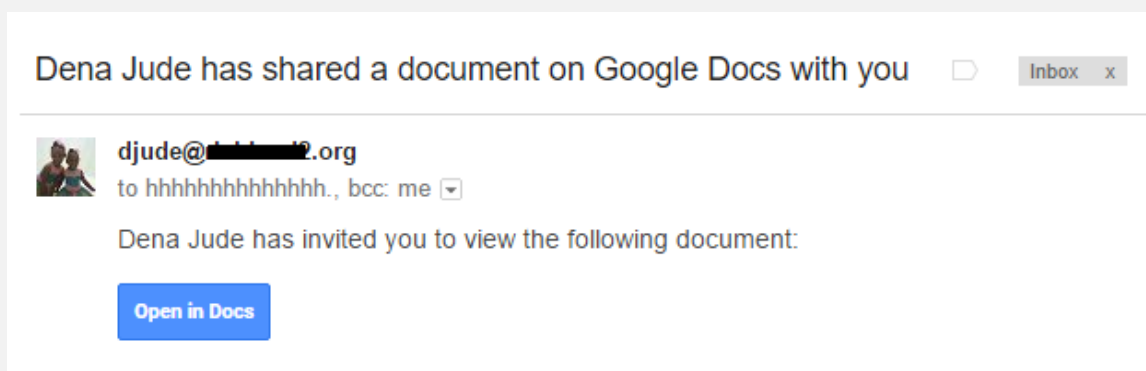 Dena Jude has shared a document on Google Docs with you Inbox x
djude@ 2.org
to hhhhhhhhhhhhhh., bcc: me
Dena Jude has invited you to view the following document:
Open in Docs